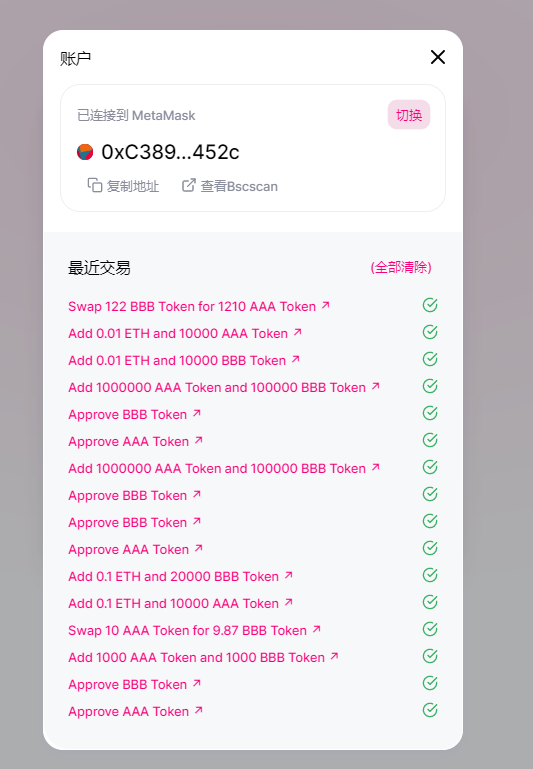 账户
已连接到 MetaMask
切换
0xC389...452c
复制地址 查看Bscscan
最近交易 (全部清除)
Swap 122 BBB Token for 1210 AAA Token ↗
Add 0.01 ETH and 10000 AAA Token ↗
Add 0.01 ETH and 10000 BBB Token ↗
Add 1000000 AAA Token and 100000 BBB Token ↗
Approve BBB Token ↗
Approve AAA Token ↗
Add 1000000 AAA Token and 100000 BBB Token ↗
Approve BBB Token ↗
Approve BBB Token ↗
Approve AAA Token ↗
Add 0.1 ETH and 20000 BBB Token ↗
Add 0.1 ETH and 10000 AAA Token ↗
Swap 10 AAA Token for 9.87 BBB Token ↗
Add 1000 AAA Token and 1000 BBB Token ↗
Approve BBB Token ↗
Approve AAA Token ↗